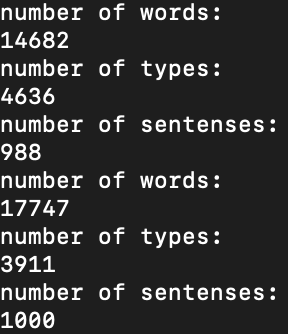 number of words:
14682
number of types:
4636
number of sentenses:
988
number of words:
17747
number of types:
3911
number of sentenses:
1000